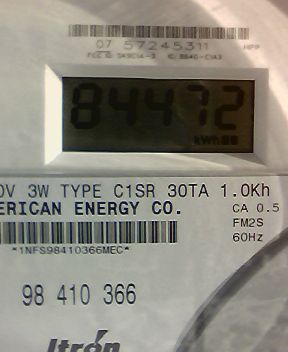 07 57245311
84472
kWh
0V 3W TYPE C1SR 30TA 1.0Kh
ERICAN ENERGY CO.
CA 0.5
FM2S
60Hz
*1NFS98410366MEC*
98 410 366
Itrón